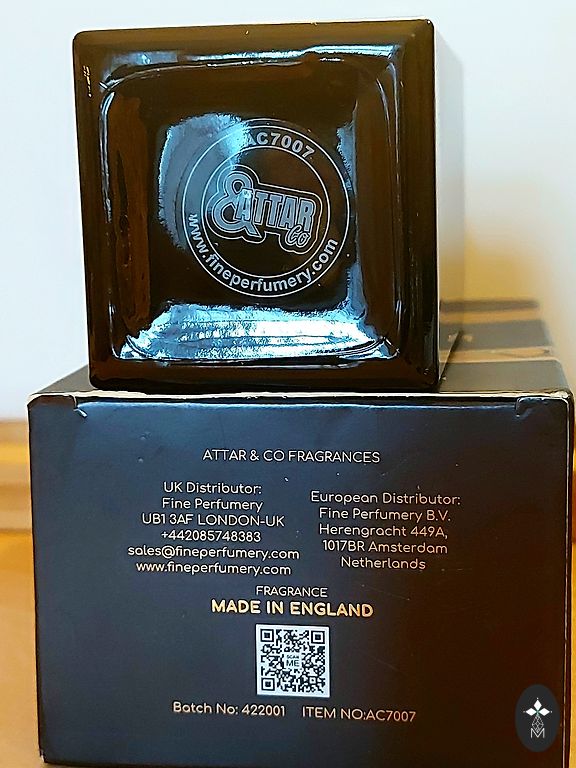 AC7007
& ATTAR
Co
www.fineperfumery.com
ATTAR & CO FRAGRANCES
UK Distributor:
Fine Perfumery
UB1 3AF LONDON-UK
+442085748383
sales@fineperfumery.com
www.fineperfumery.com
European Distributor:
Fine Perfumery B.V.
Herengracht 449A,
1017BR Amsterdam
Netherlands
FRAGRANCE
MADE IN ENGLAND
SCAN
ME
Batch No: 422001 ITEM NO:AC7007
M